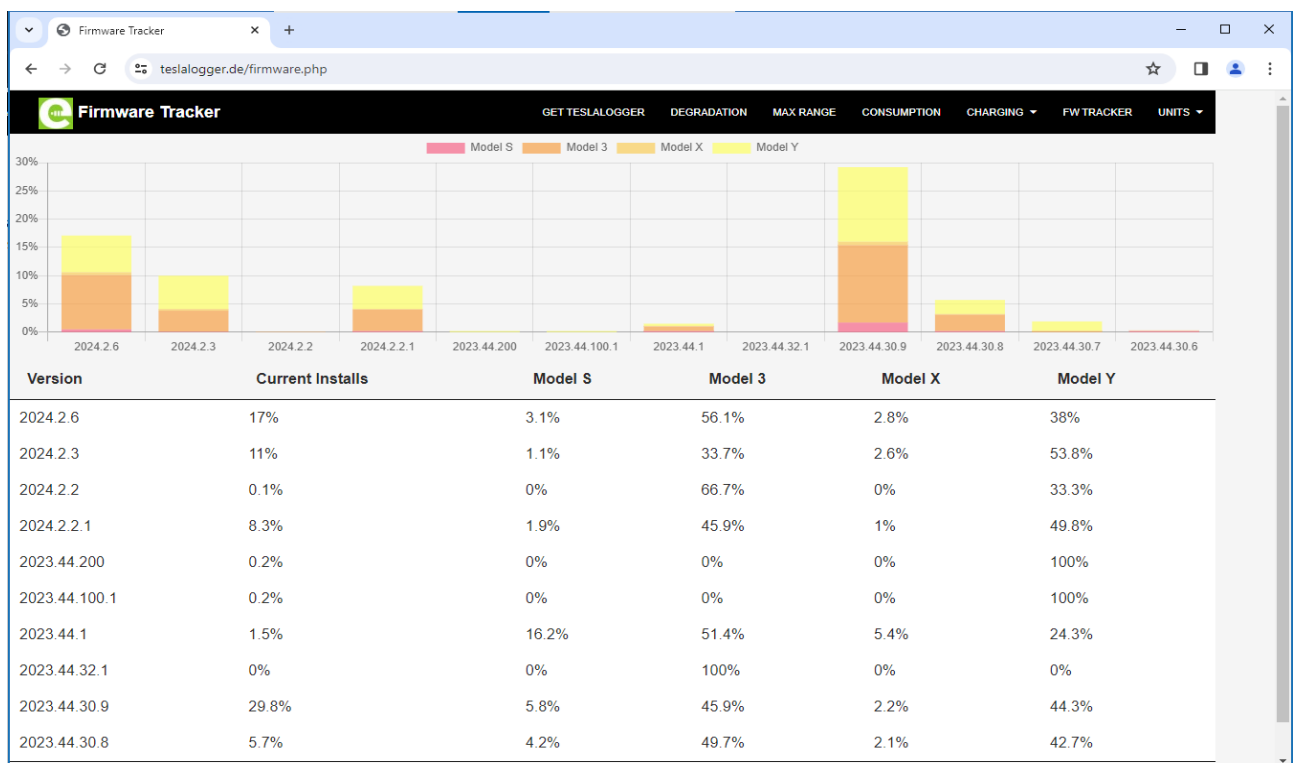 Firmware Tracker
teslalogger.de/firmware.php
Firmware Tracker GET TESLALOGGER DEGRADATION MAX RANGE CONSUMPTION CHARGING FW TRACKER UNITS
Model S Model 3 Model X Model Y
30%
25%
20%
15%
10%
5%
0%
2024.2.6 2024.2.3 2024.2.2 2024.2.2.1 2023.44.200 2023.44.100.1 2023.44.1 2023.44.32.1 2023.44.30.9 2023.44.30.8 2023.44.30.7 2023.44.30.6
Version Current Installs Model S Model 3 Model X Model Y
2024.2.6 17% 3.1% 56.1% 2.8% 38%
2024.2.3 11% 1.1% 33.7% 2.6% 53.8%
2024.2.2 0.1% 0% 66.7% 0% 33.3%
2024.2.2.1 8.3% 1.9% 45.9% 1% 49.8%
2023.44.200 0.2% 0% 0% 0% 100%
2023.44.100.1 0.2% 0% 0% 0% 100%
2023.44.1 1.5% 16.2% 51.4% 5.4% 24.3%
2023.44.32.1 0% 0% 100% 0% 0%
2023.44.30.9 29.8% 5.8% 45.9% 2.2% 44.3%
2023.44.30.8 5.7% 4.2% 49.7% 2.1% 42.7%